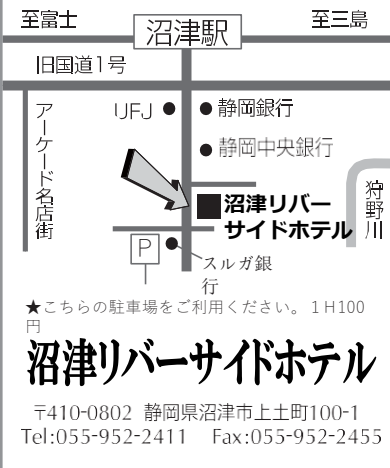 至富士
沼津駅
至三島
旧国道1号
UFJ
静岡銀行
静岡中央銀行
アーケード名店街
沼津リバー
サイドホテル
狩野川
P
スルガ銀
行
★こちらの駐車場をご利用ください。1H100
円
沼津リバーサイドホテル
〒410-0802 静岡県沼津市上土町100-1
Tel:055-952-2411 Fax:055-952-2455